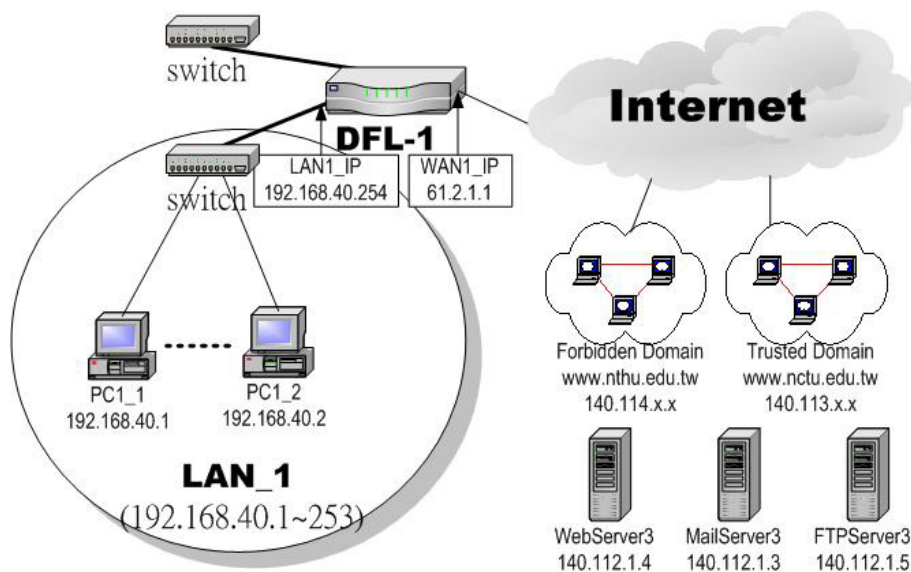 switch
Internet
DFL-1
LAN1_IP
192.168.40.254
WAN1_IP
61.2.1.1
switch
PC1_1
192.168.40.1
PC1_2
192.168.40.2
LAN_1
(192.168.40.1~253)
Forbidden Domain
www.nthu.edu.tw
140.114.x.x
Trusted Domain
www.nctu.edu.tw
140.113.x.x
WebServer3
140.112.1.4
MailServer3
140.112.1.3
FTPServer3
140.112.1.5